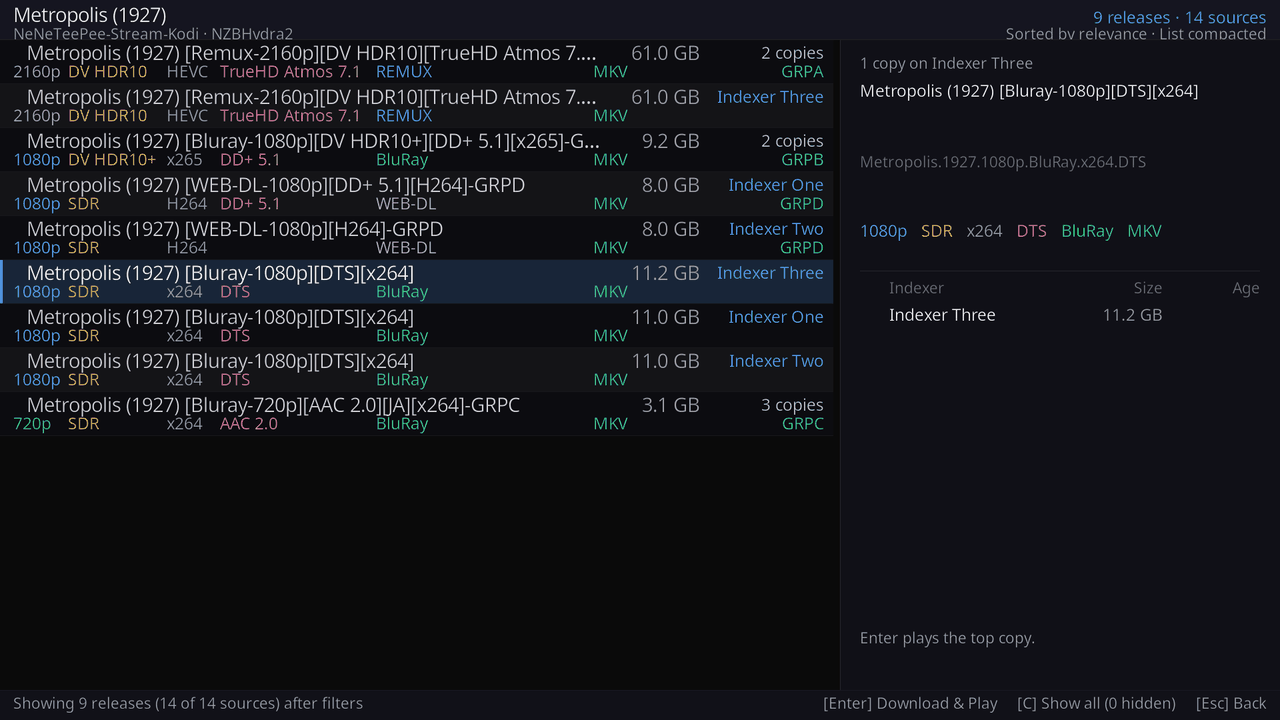 Metropolis (1927)
9 releases · 14 sources
NeNeTeePee-Stream-Kodi · NZBHydra2
Sorted by relevance · List compacted
Metropolis (1927) [Remux-2160p][DV HDR10][TrueHD Atmos 7.... 61.0 GB 2 copies
2160p DV HDR10 HEVC TrueHD Atmos 7.1 REMUX MKV GRPA
Metropolis (1927) [Remux-2160p][DV HDR10][TrueHD Atmos 7.... 61.0 GB Indexer Three
2160p DV HDR10 HEVC TrueHD Atmos 7.1 REMUX MKV
Metropolis (1927) [Bluray-1080p][DV HDR10+][DD+ 5.1][x265]-G... 9.2 GB 2 copies
1080p DV HDR10+ x265 DD+ 5.1 BluRay MKV GRPB
Metropolis (1927) [WEB-DL-1080p][DD+ 5.1][H264]-GRPD 8.0 GB Indexer One
1080p SDR H264 DD+ 5.1 WEB-DL MKV GRPD
Metropolis (1927) [WEB-DL-1080p][H264]-GRPD 8.0 GB Indexer Two
1080p SDR H264 WEB-DL MKV GRPD
Metropolis (1927) [Bluray-1080p][DTS][x264] 11.2 GB Indexer Three
1080p SDR x264 DTS BluRay MKV
Metropolis (1927) [Bluray-1080p][DTS][x264] 11.0 GB Indexer One
1080p SDR x264 DTS BluRay MKV
Metropolis (1927) [Bluray-1080p][DTS][x264] 11.0 GB Indexer Two
1080p SDR x264 DTS BluRay MKV
Metropolis (1927) [Bluray-720p][AAC 2.0][JA][x264]-GRPC 3.1 GB 3 copies
720p SDR x264 AAC 2.0 BluRay MKV GRPC
1 copy on Indexer Three
Metropolis (1927) [Bluray-1080p][DTS][x264]
Metropolis.1927.1080p.BluRay.x264.DTS
1080p SDR x264 DTS BluRay MKV
Indexer Size Age
Indexer Three 11.2 GB
Enter plays the top copy.
Showing 9 releases (14 of 14 sources) after filters
[Enter] Download & Play [C] Show all (0 hidden) [Esc] Back